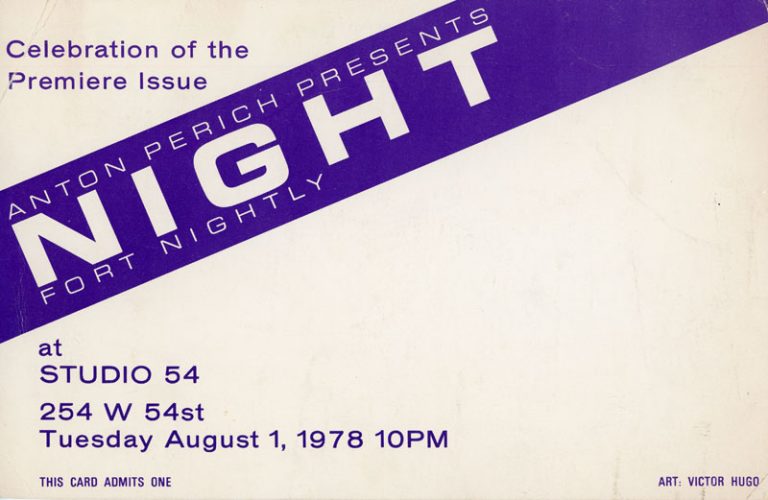 Celebration of the
Premiere Issue
ANTON PERICH PRESENTS
NIGHT
FORT NIGHTLY
at
STUDIO 54
254 W 54st
Tuesday August 1, 1978 10PM
THIS CARD ADMITS ONE
ART: VICTOR HUGO